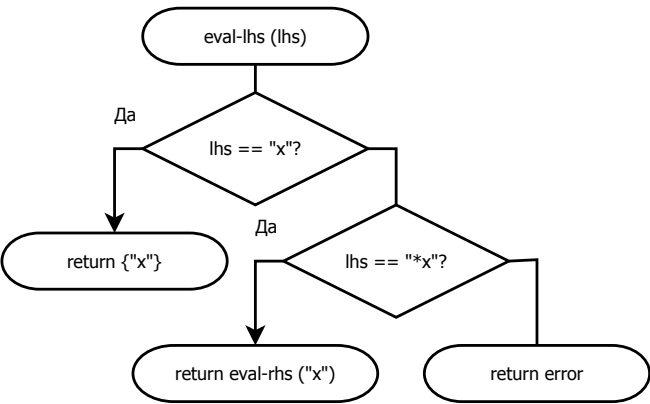 eval-lhs (lhs)
Да
lhs == "x"?
Да
return {"x"}
lhs == "*x"?
return eval-rhs ("x")
return error